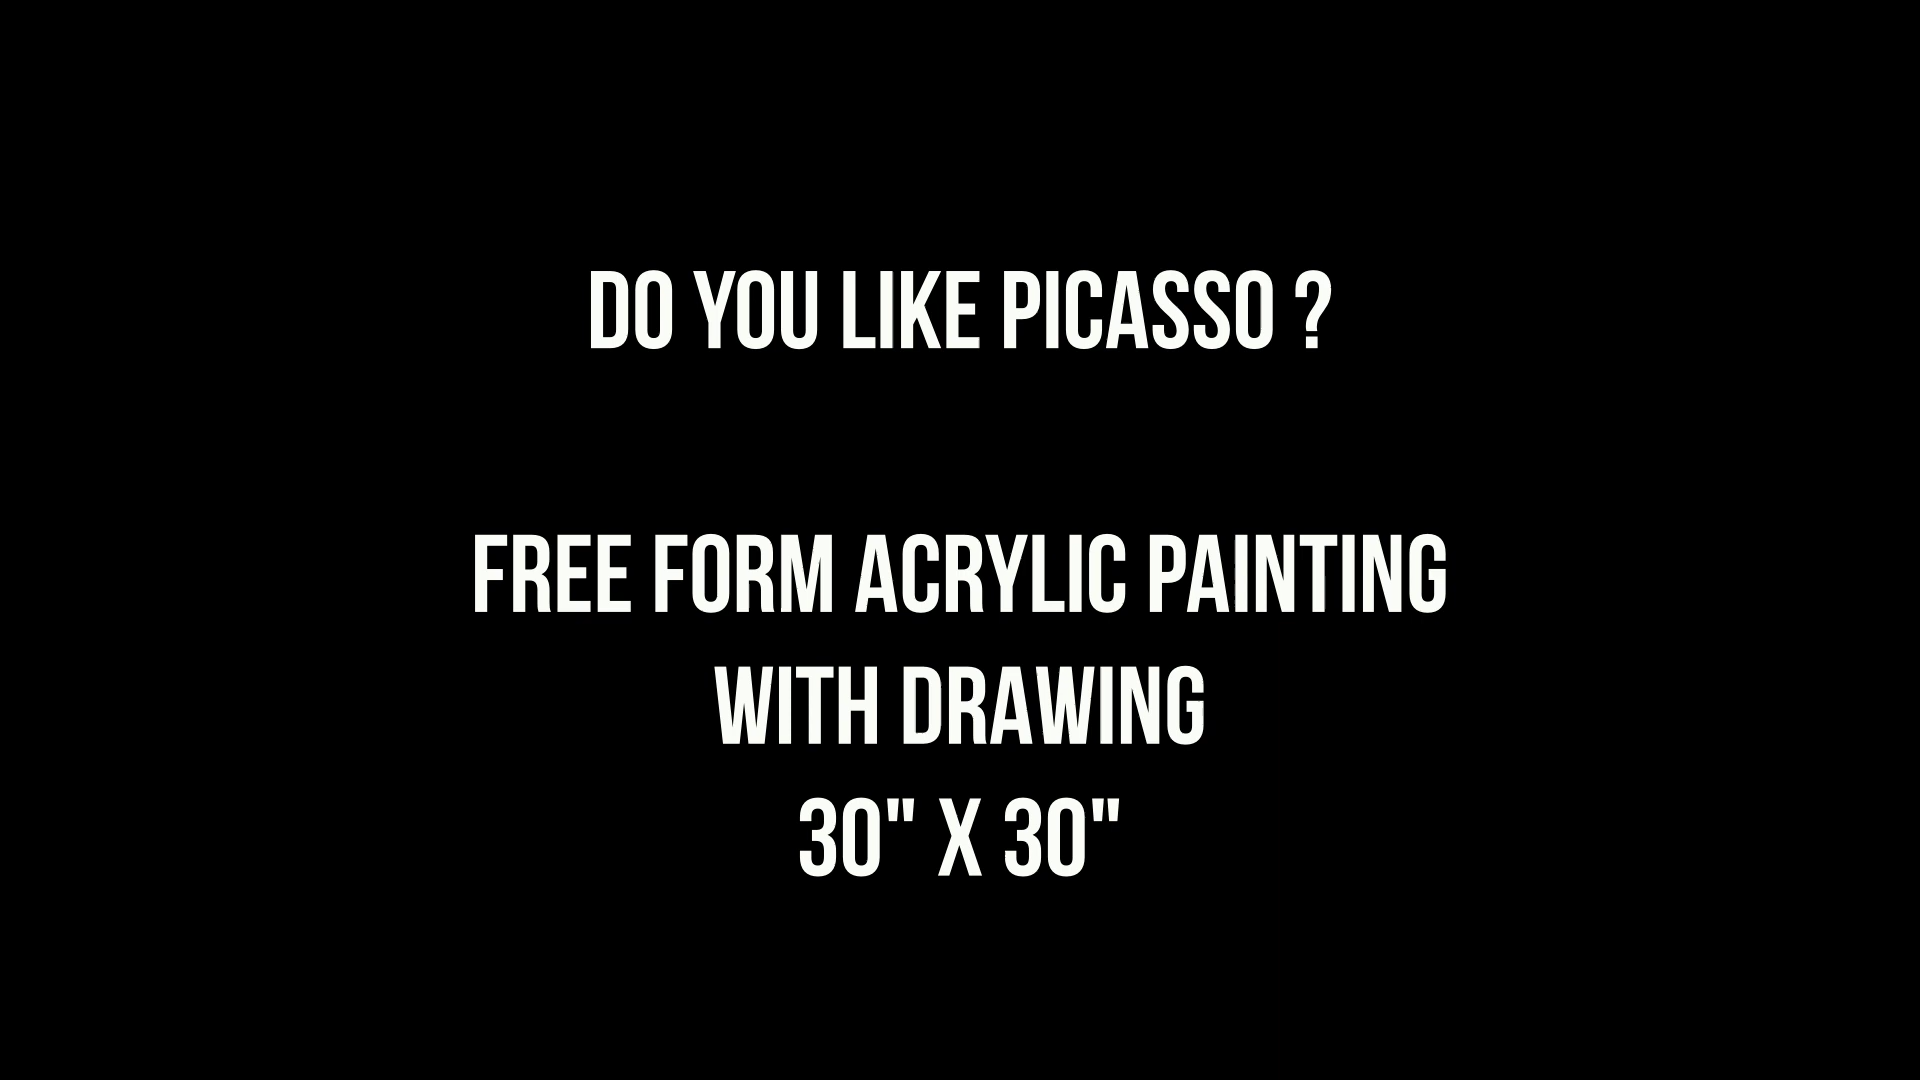 DO YOU LIKE PICASSO ?
FREE FORM ACRYLIC PAINTING
WITH DRAWING
30" X 30"